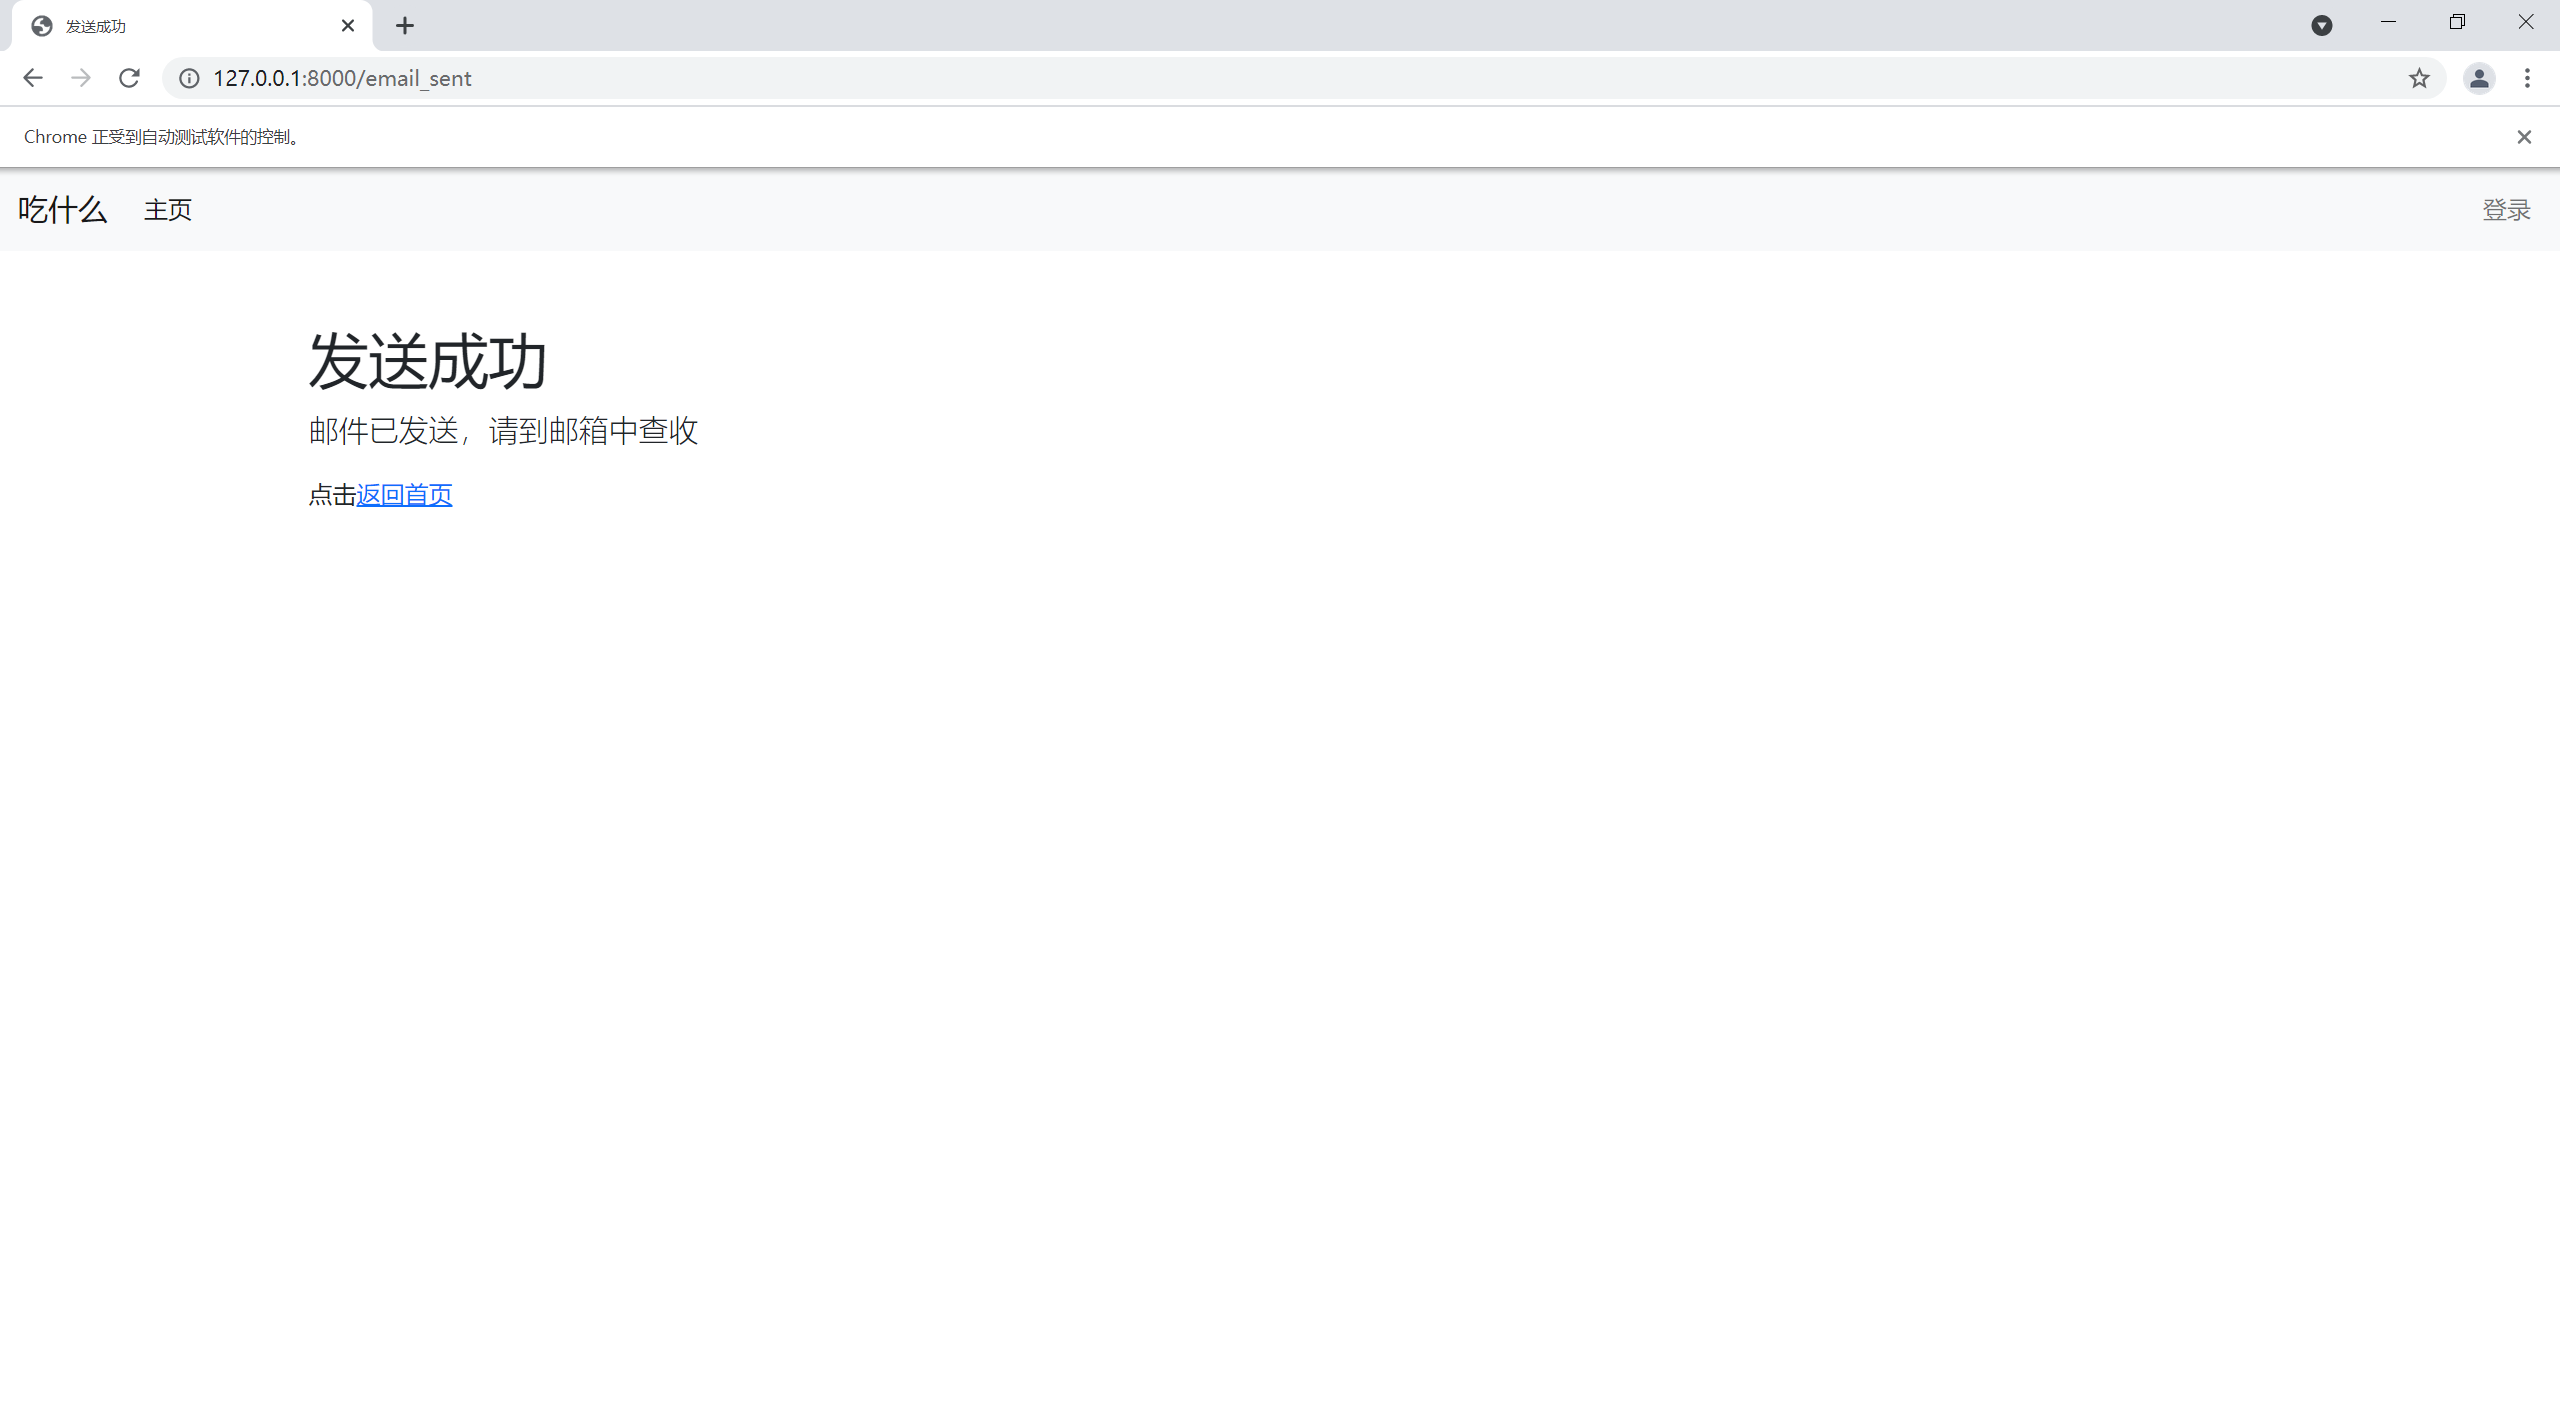 发送成功
127.0.0.1:8000/email_sent
Chrome 正受到自动测试软件的控制。
吃什么 主页 登录
发送成功
邮件已发送，请到邮箱中查收
点击返回首页